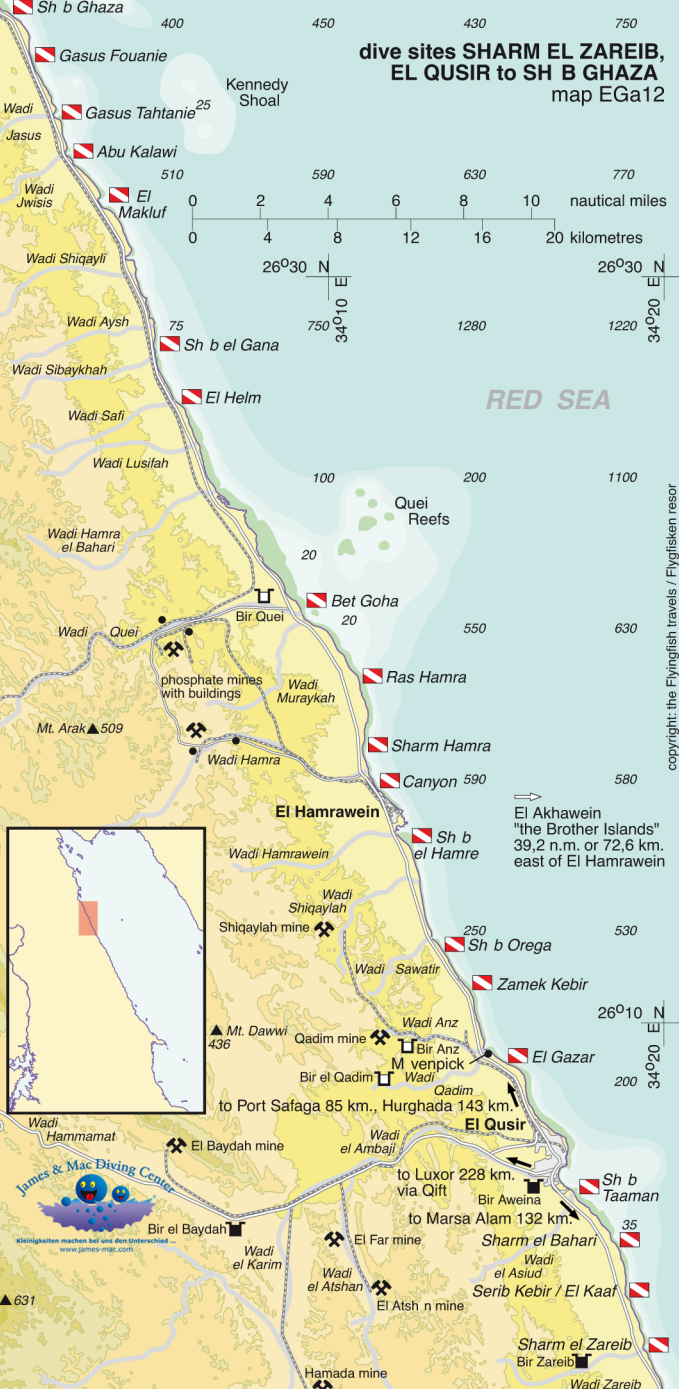 Sh b Ghaza
400
450
430
750
Gasus Fouanie
dive sites SHARM EL ZAREIB,
EL QUSIR to SH B GHAZA
map EGa12
Kennedy
Shoal
25
Wadi
Jasus
Gasus Tahtanie
Abu Kalawi
510
590
630
770
Wadi
Jwisis
El
Makluf
0 2 4 6 8 10 nautical miles
0 4 8 12 16 20 kilometres
Wadi Shiqayli
26°30 N
34°10 E
26°30 N
34°20 E
Wadi Aysh
75
750
1280
1220
Sh b el Gana
Wadi Sibaykhah
El Helm
RED SEA
Wadi Safi
Wadi Lusifah
100
200
1100
Quei
Reefs
Wadi Hamra
el Bahari
20
Bet Goha
Bir Quei
20
Wadi Quei
550
630
phosphate mines
with buildings
Wadi
Muraykah
Ras Hamra
Mt. Arak 509
Sharm Hamra
Wadi Hamra
Canyon
590
580
El Hamrawein
El Akhawein
"the Brother Islands"
39,2 n.m. or 72,6 km.
east of El Hamrawein
Sh b
el Hamre
Wadi Hamrawein
Wadi
Shiqaylah
Shiqaylah mine
250
530
Sh b Orega
Wadi Sawatir
Zamek Kebir
26°10 N
34°20 E
Wadi Anz
Mt. Dawwi
436
Qadim mine
Bir Anz
M venpick
El Gazar
Bir el Qadim
Wadi
Qadim
200
to Port Safaga 85 km., Hurghada 143 km.
El Qusir
Wadi
Hammamat
Wadi
el Ambaji
El Baydah mine
to Luxor 228 km.
via Qift
Bir Aweina
Sh b
Taaman
to Marsa Alam 132 km.
James & Mac Diving Center
Kleinigkeiten machen bei uns den Unterschied ...
www.james-mac.com
Bir el Baydah
Wadi
el Karim
El Far mine
35
Sharm el Bahari
Wadi
el Asiud
Wadi
el Atshan
Serib Kebir / El Kaaf
El Atsh n mine
631
Sharm el Zareib
Bir Zareib
Hamada mine
Wadi Zareib
copyright: the Flyingfish travels / Flygfisken resor